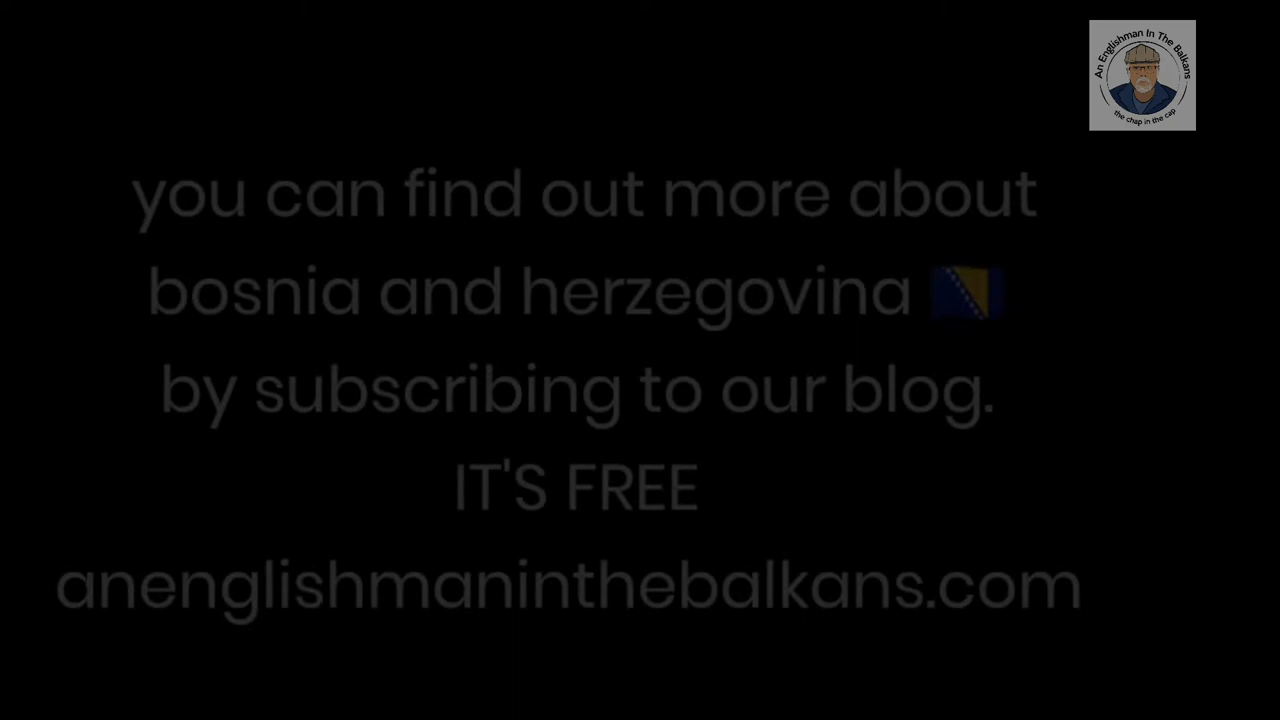 An Englishman In The Balkans
the chap in the cap
you can find out more about
bosnia and herzegovina 🇧🇦
by subscribing to our blog.
IT'S FREE
anenglishmaninthebalkans.com